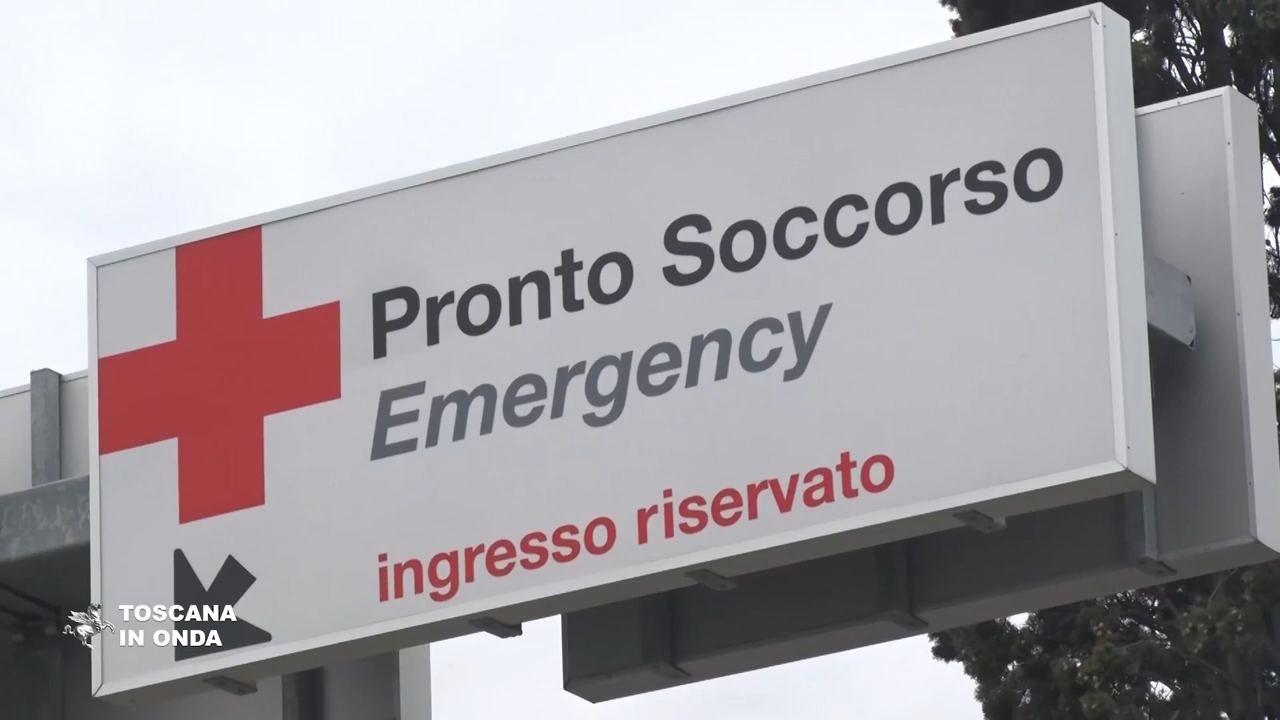 Pronto Soccorso
Emergency
ingresso riservato
TOSCANA
IN ONDA